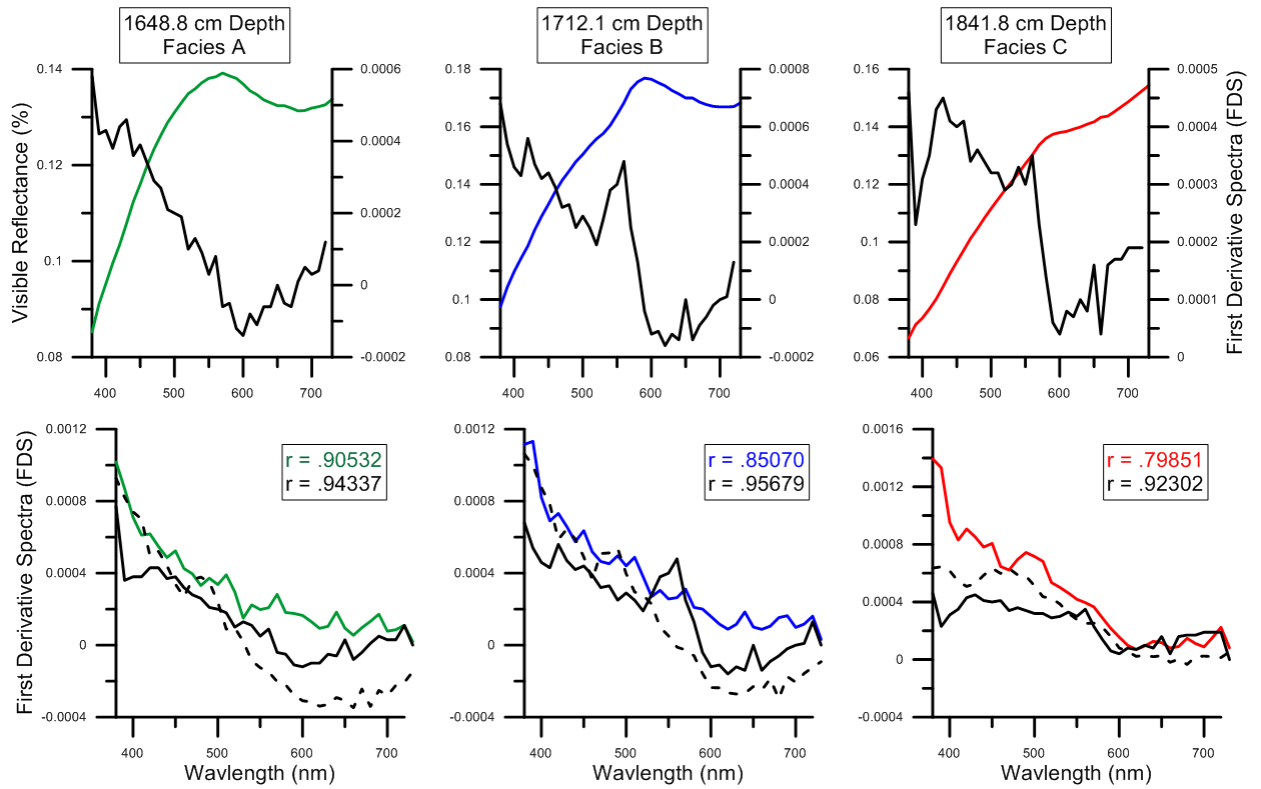 1648.8 cm Depth
Facies A
1712.1 cm Depth
Facies B
1841.8 cm Depth
Facies C
Visible Reflectance (%)
0.14
0.12
0.1
0.08
0.0006
0.0004
0.0002
0
-0.0002
400 500 600 700
0.18
0.16
0.14
0.12
0.1
0.08
0.0008
0.0006
0.0004
0.0002
0
-0.0002
400 500 600 700
0.16
0.14
0.12
0.1
0.08
0.06
0.0005
0.0004
0.0003
0.0002
0.0001
0
400 500 600 700
First Derivative Spectra (FDS)
First Derivative Spectra (FDS)
0.0012
0.0008
0.0004
0
-0.0004
r = .90532
r = .94337
400 500 600 700
Wavlength (nm)
0.0012
0.0008
0.0004
0
-0.0004
r = .85070
r = .95679
400 500 600 700
Wavlength (nm)
0.0016
0.0012
0.0008
0.0004
0
-0.0004
r = .79851
r = .92302
400 500 600 700
Wavlength (nm)